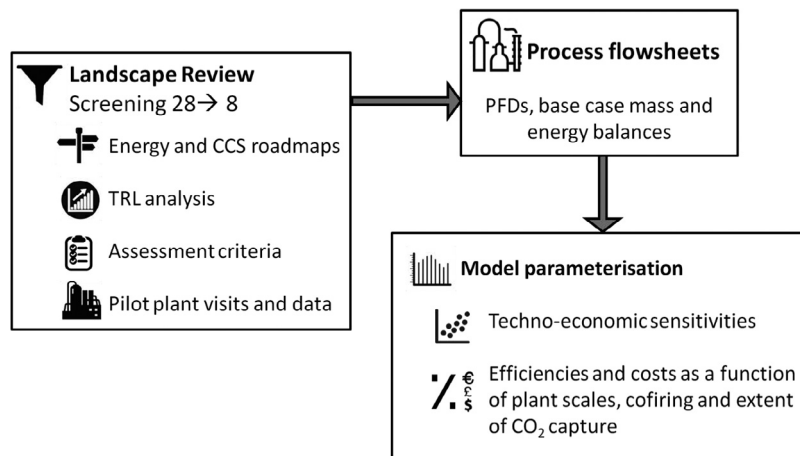 Landscape Review
Screening 28→ 8
Energy and CCS roadmaps
TRL analysis
Assessment criteria
Pilot plant visits and data
Process flowsheets
PFDs, base case mass and
energy balances
Model parameterisation
Techno-economic sensitivities
Efficiencies and costs as a function
of plant scales, cofiring and extent
of CO₂ capture
€
£
$